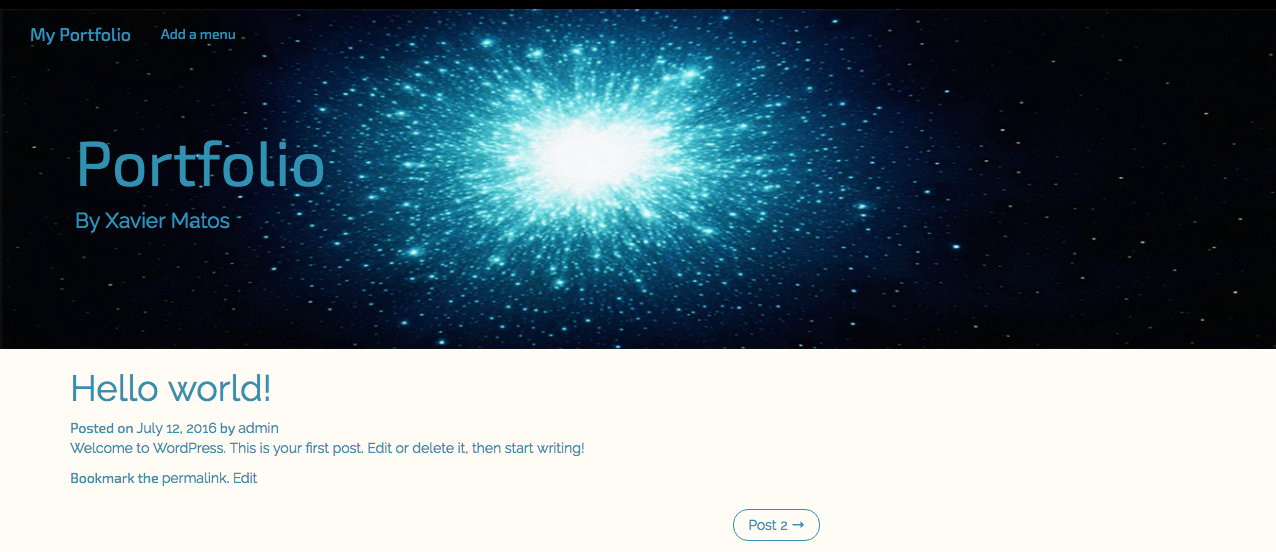 My Portfolio Add a menu
Portfolio
By Xavier Matos
Hello world!
Posted on July 12, 2016 by admin
Welcome to WordPress. This is your first post. Edit or delete it, then start writing!
Bookmark the permalink. Edit
Post 2 →